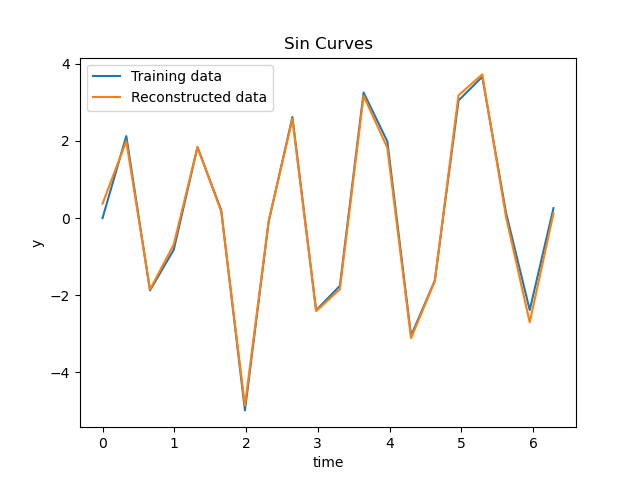 Sin Curves
Training data
Reconstructed data
4
2
0
−2
−4
y
0 1 2 3 4 5 6
time